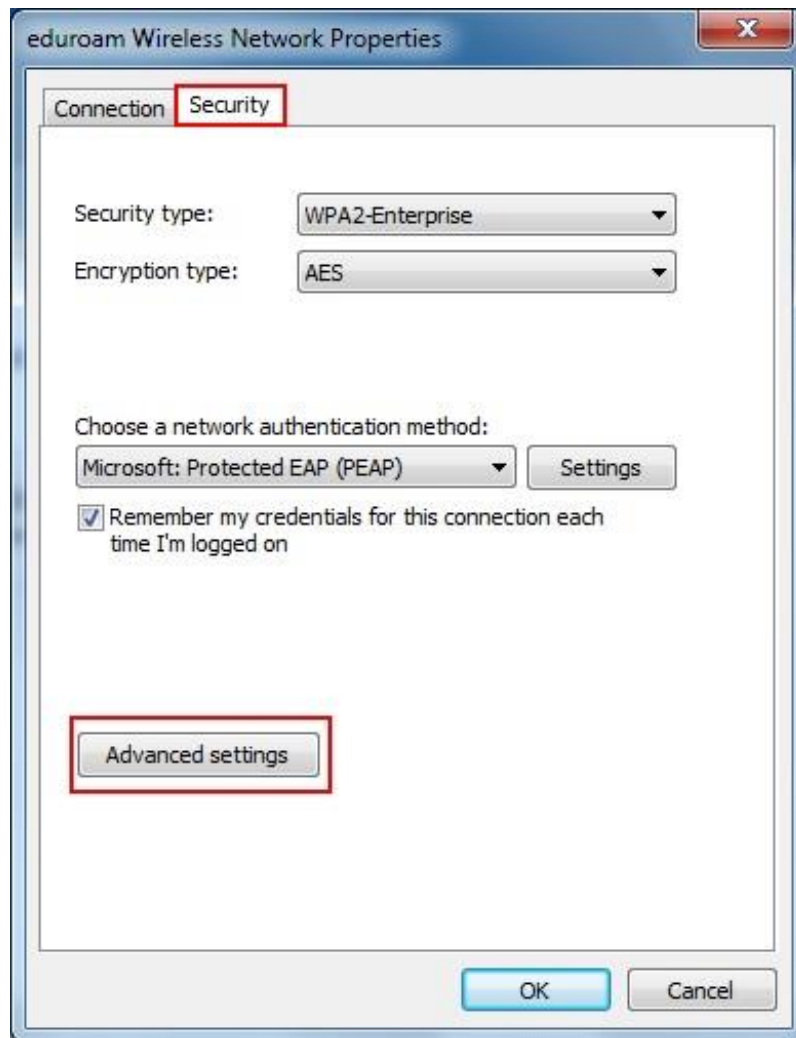 eduroam Wireless Network Properties
Connection Security
Security type: WPA2-Enterprise
Encryption type: AES
Choose a network authentication method:
Microsoft: Protected EAP (PEAP) Settings
Remember my credentials for this connection each
time I'm logged on
Advanced settings
OK Cancel